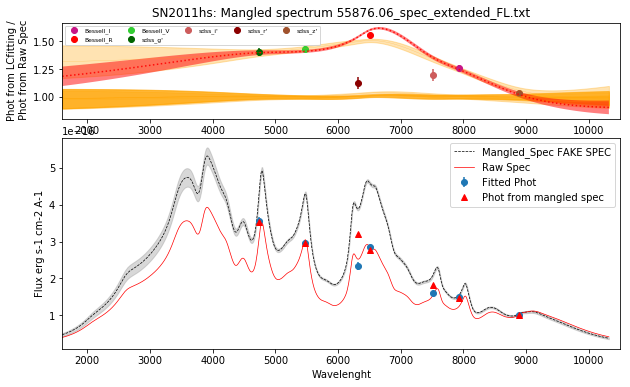 SN2011hs: Mangled spectrum 55876.06_spec_extended_FL.txt
Phot from LCfitting /
Phot from Raw Spec
1.50
1.25
1.00
Bessell_I
Bessell_R
Bessell_V
sdss_g'
sdss_i'
sdss_r'
sdss_z'
2000 3000 4000 5000 6000 7000 8000 9000 10000
Flux erg s-1 cm-2 A-1
5
4
3
2
1
Mangled_Spec FAKE SPEC
Raw Spec
Fitted Phot
Phot from mangled spec
2000 3000 4000 5000 6000 7000 8000 9000 10000
Wavelenght